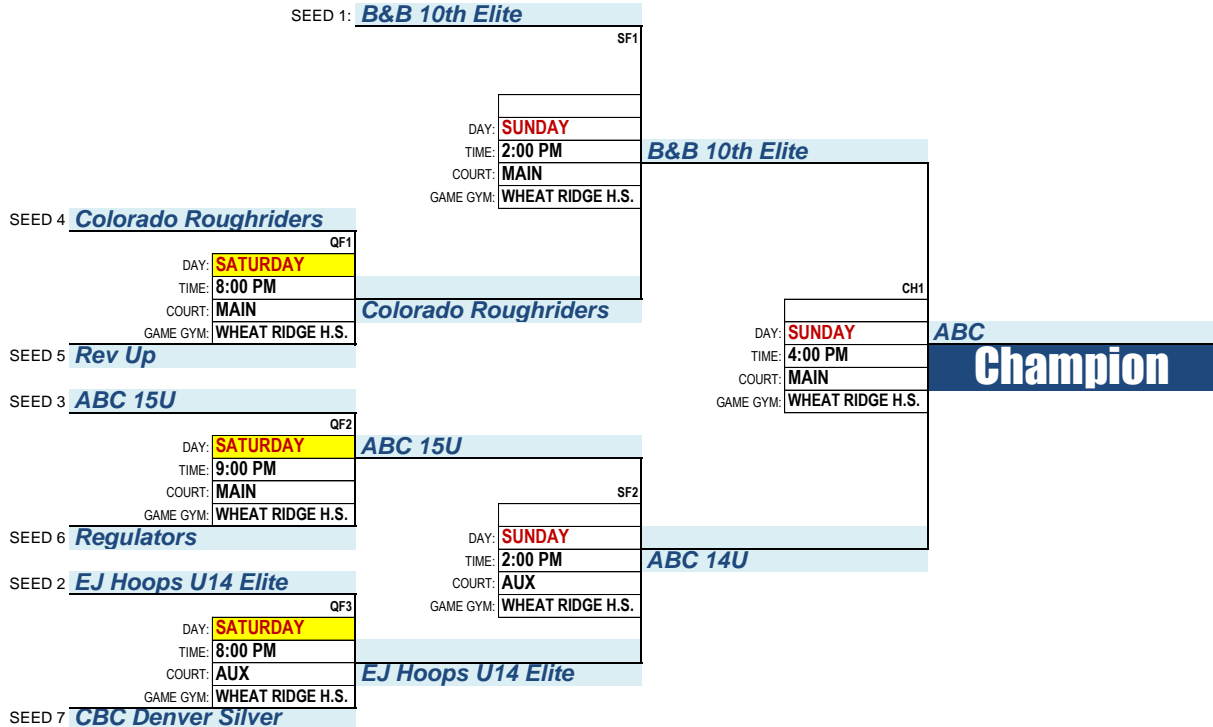 SEED 1: B&B 10th Elite
SF1
DAY: SUNDAY
TIME: 2:00 PM
COURT: MAIN
GAME GYM: WHEAT RIDGE H.S.
B&B 10th Elite
SEED 4 Colorado Roughriders
QF1
DAY: SATURDAY
TIME: 8:00 PM
COURT: MAIN
GAME GYM: WHEAT RIDGE H.S.
SEED 5 Rev Up
Colorado Roughriders
CH1
DAY: SUNDAY
TIME: 4:00 PM
COURT: MAIN
GAME GYM: WHEAT RIDGE H.S.
ABC
Champion
SEED 3 ABC 15U
QF2
DAY: SATURDAY
TIME: 9:00 PM
COURT: MAIN
GAME GYM: WHEAT RIDGE H.S.
SEED 6 Regulators
ABC 15U
SF2
DAY: SUNDAY
TIME: 2:00 PM
COURT: AUX
GAME GYM: WHEAT RIDGE H.S.
ABC 14U
SEED 2 EJ Hoops U14 Elite
QF3
DAY: SATURDAY
TIME: 8:00 PM
COURT: AUX
GAME GYM: WHEAT RIDGE H.S.
SEED 7 CBC Denver Silver
EJ Hoops U14 Elite